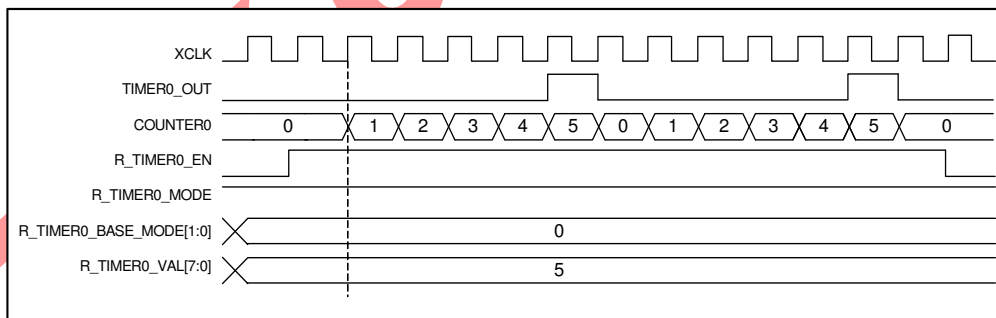 XCLK
TIMER0_OUT
COUNTER0 0 1 2 3 4 5 0 1 2 3 4 5 0
R_TIMER0_EN
R_TIMER0_MODE
R_TIMER0_BASE_MODE[1:0] 0
R_TIMER0_VAL[7:0] 5